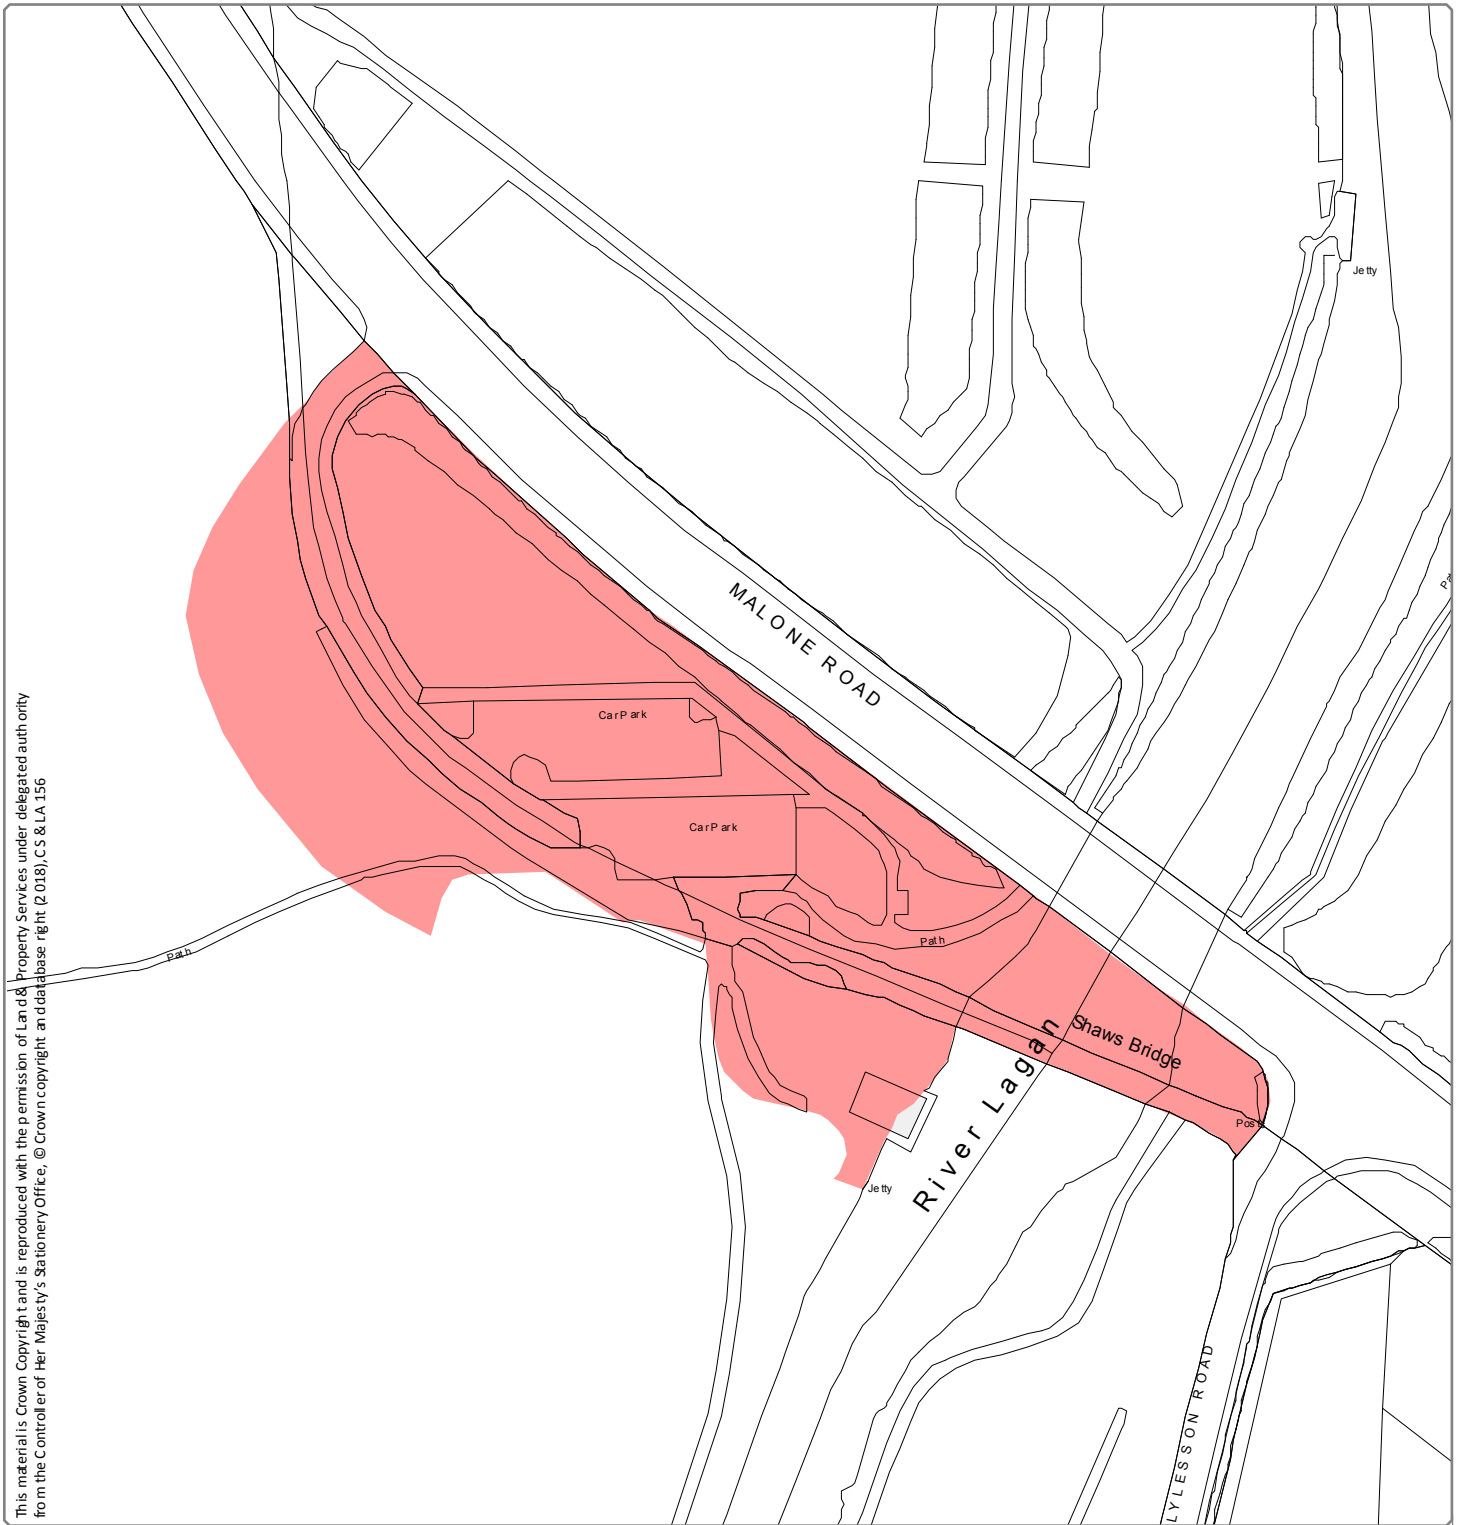 Jetty
Pa
MALONE ROAD
Car Park
Car Park
Path
Path
Shaws Bridge
River Lagan
Post
Jetty
LYLESSON ROAD
This material is Crown Copyright and is reproduced with the permission of Land & Property Services under delegated authority
from the Controller of Her Majesty's Stationery Office, © Crown copyright and database right (2018), CS & LA 156